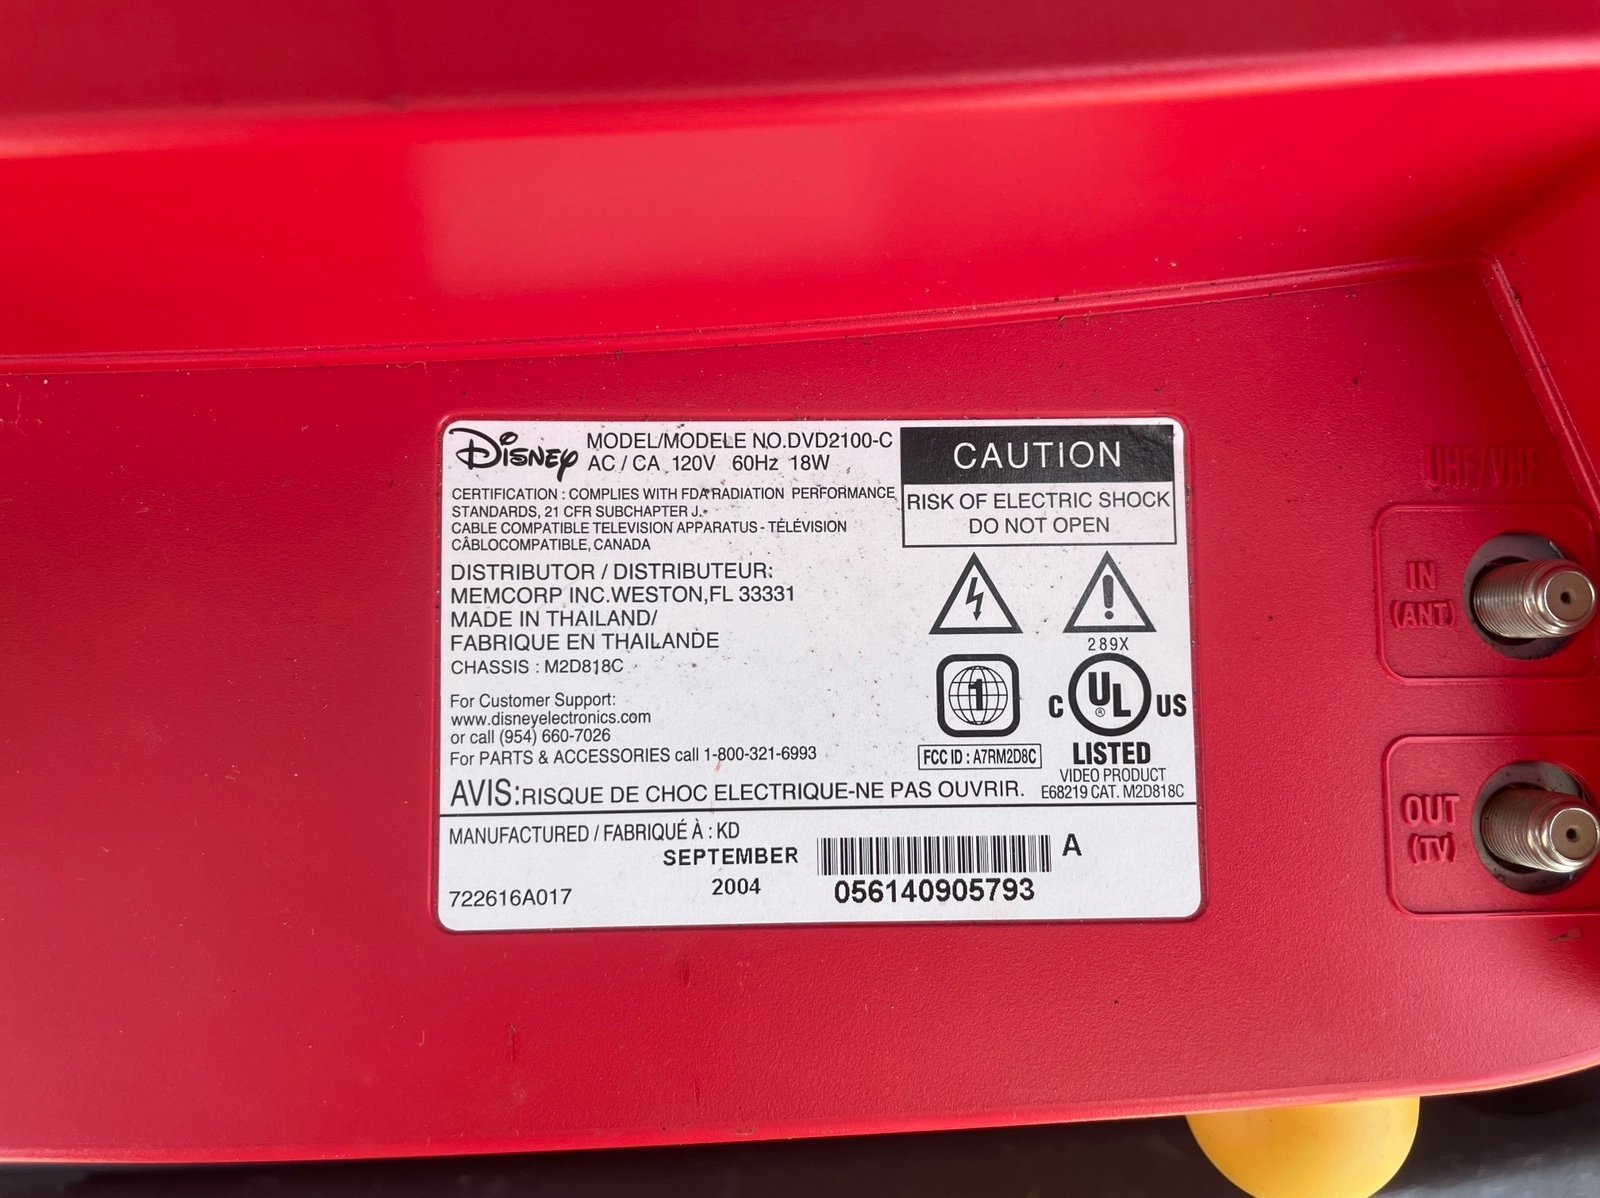 Disney
MODEL/MODELE NO.DVD2100-C
AC / CA 120V 60Hz 18W
CERTIFICATION : COMPLIES WITH FDA RADIATION PERFORMANCE
STANDARDS, 21 CFR SUBCHAPTER J.
CABLE COMPATIBLE TELEVISION APPARATUS - TÉLÉVISION
CÂBLOCOMPATIBLE, CANADA
DISTRIBUTOR / DISTRIBUTEUR:
MEMCORP INC.WESTON,FL 33331
MADE IN THAILAND/
FABRIQUE EN THAILANDE
CHASSIS : M2D818C
For Customer Support:
www.disneyelectronics.com
or call (954) 660-7026
For PARTS & ACCESSORIES call 1-800-321-6993
CAUTION
RISK OF ELECTRIC SHOCK
DO NOT OPEN
289X
1
C UL ® US
LISTED
FCC ID : A7RM2D8C
VIDEO PRODUCT
E68219 CAT. M2D818C
AVIS:RISQUE DE CHOC ELECTRIQUE-NE PAS OUVRIR.
MANUFACTURED / FABRIQUÉ À : KD
SEPTEMBER
2004
722616A017
A
056140905793
UHF/VHF
IN
(ANT)
OUT
(TV)